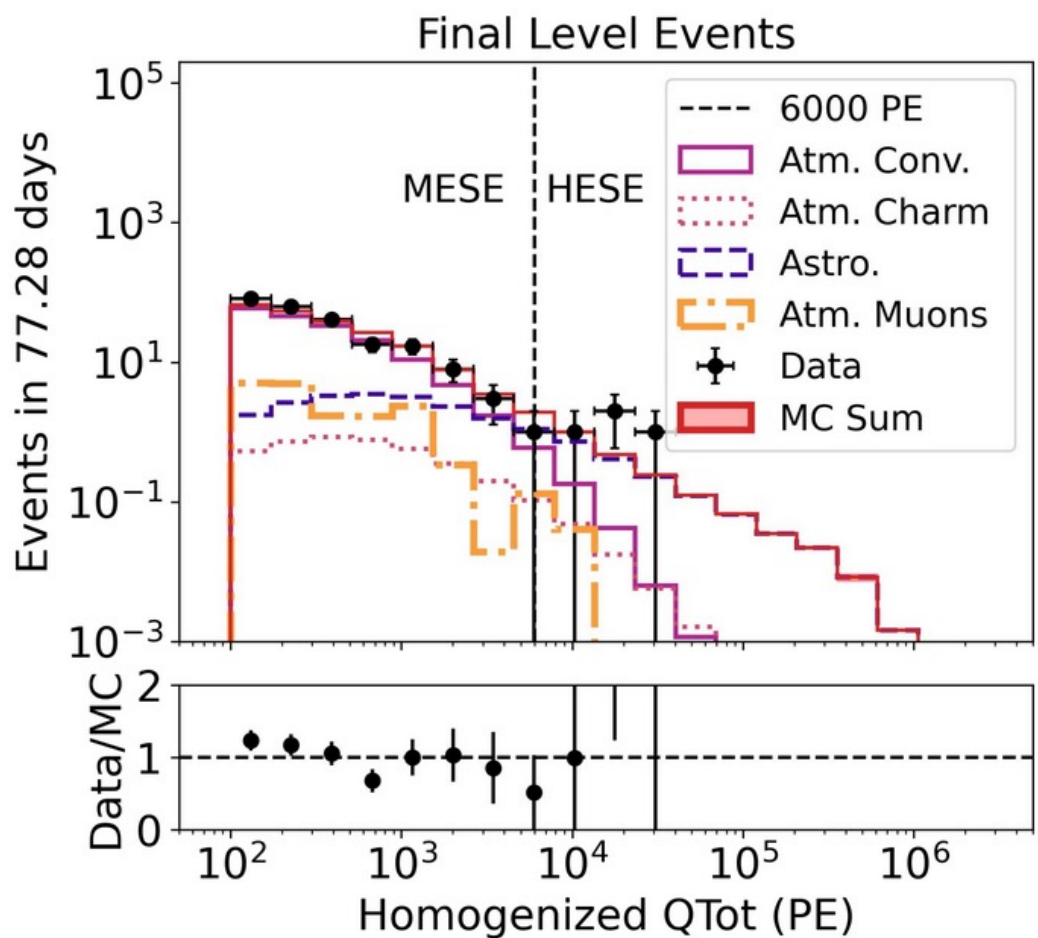 Final Level Events
Events in 77.28 days
10^5
10^3
10^1
10^-1
10^-3
MESE
HESE
6000 PE
Atm. Conv.
Atm. Charm
Astro.
Atm. Muons
Data
MC Sum
Data/MC
2
1
0
10^2
10^3
10^4
10^5
10^6
Homogenized QTot (PE)